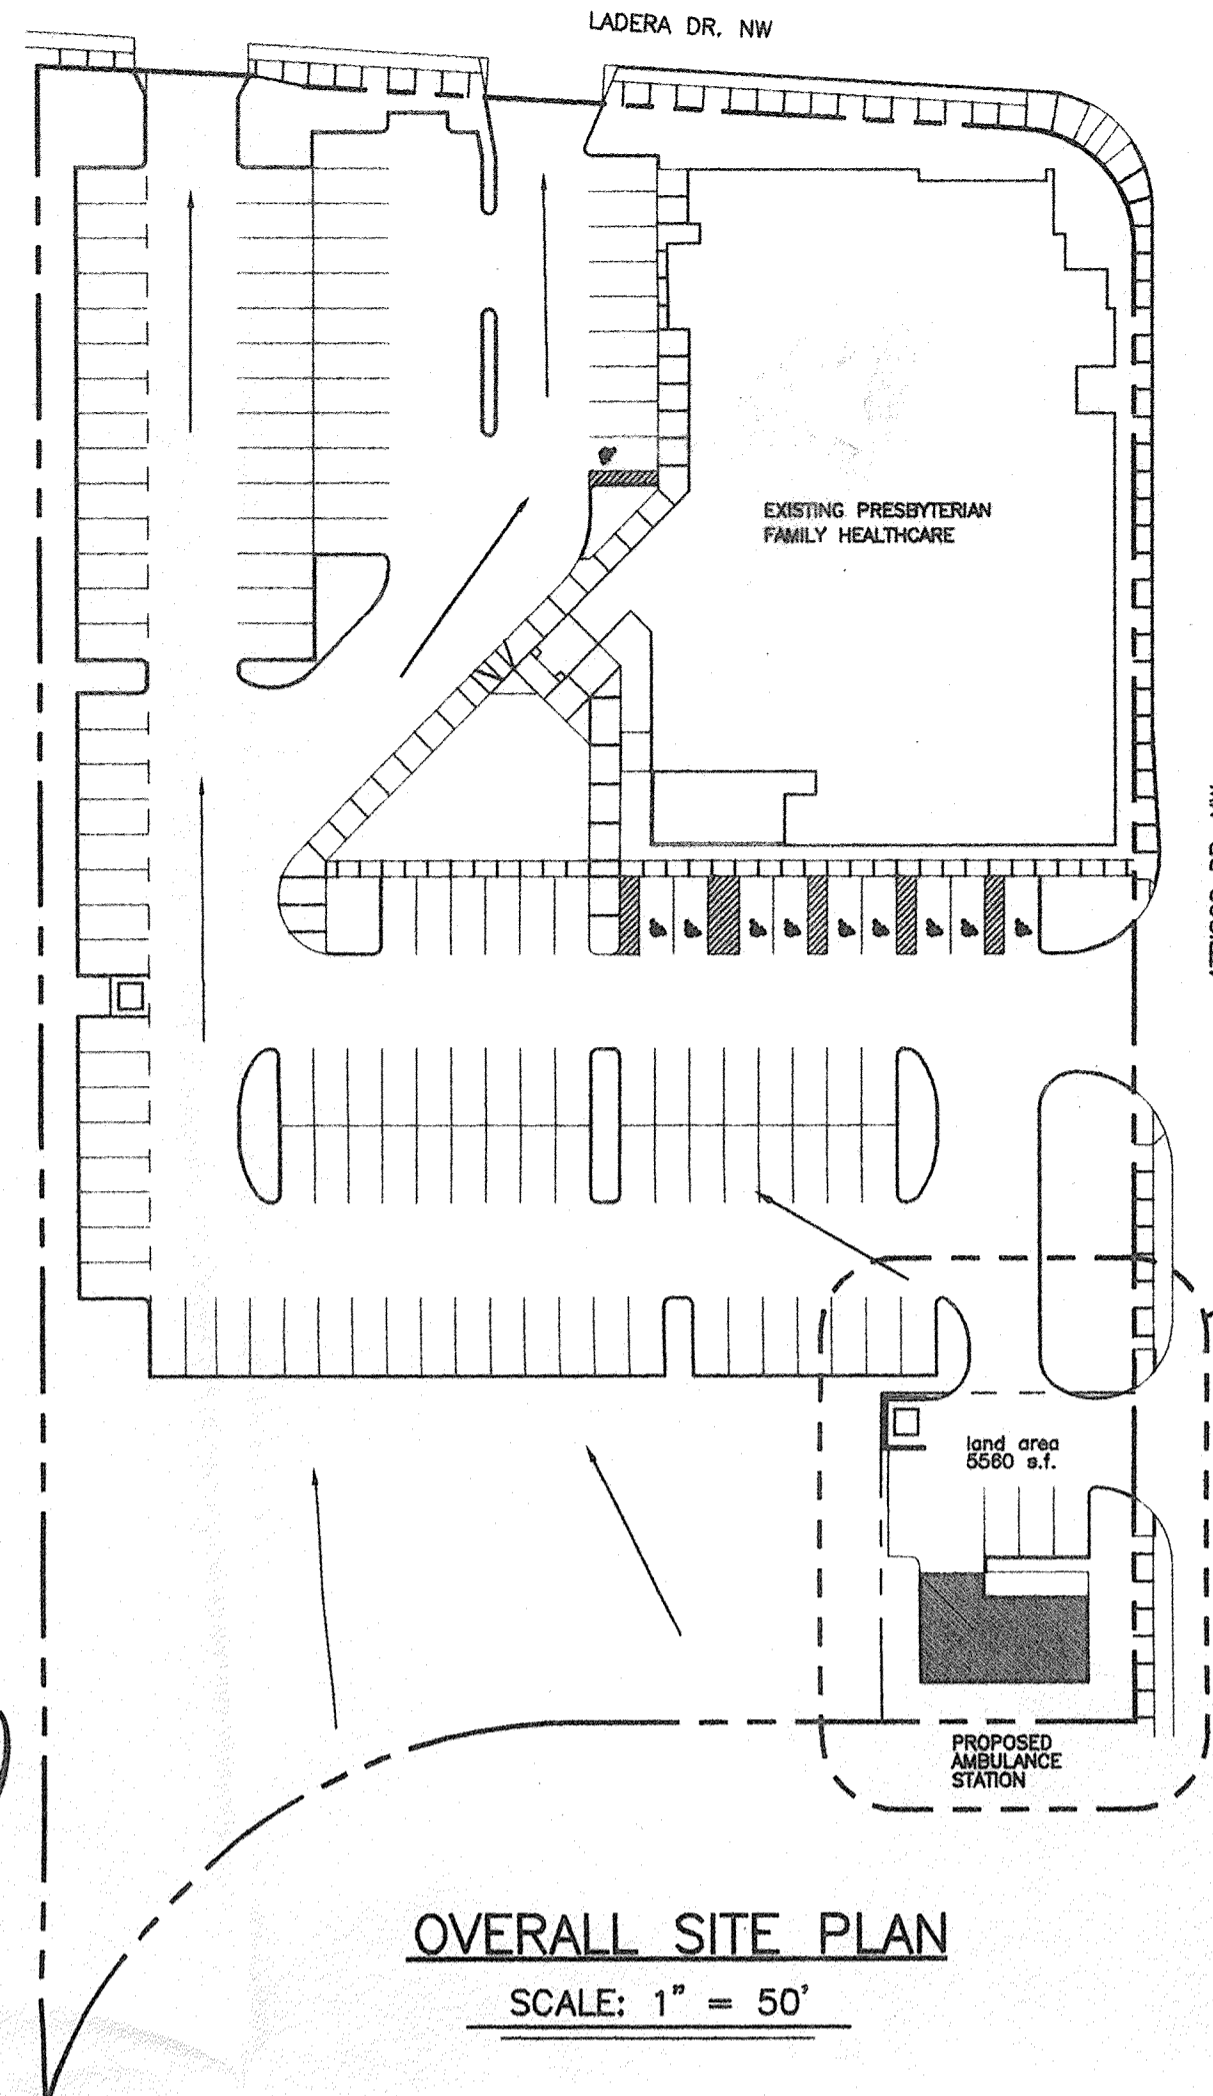 LADERA DR. NW
EXISTING PRESBYTERIAN
FAMILY HEALTHCARE
land area
5560 s.f.
PROPOSED
AMBULANCE
STATION
OVERALL SITE PLAN
SCALE: 1" = 50'